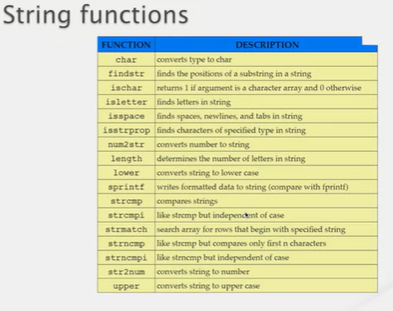 String functions
FUNCTION DESCRIPTION
char converts type to char
findstr finds the positions of a substring in a string
ischar returns 1 if argument is a character array and 0 otherwise
isletter finds letters in string
isspace finds spaces, newlines, and tabs in string
isstrprop finds characters of specified type in string
num2str converts number to string
length determines the number of letters in string
lower converts string to lower case
sprintf writes formatted data to string (compare with fprintf)
strcmp compares strings
strcmpi like strcmp but independent of case
strmatch search array for rows that begin with specified string
strncmp like strcmp but compares only first n characters
strncmpi like strncmp but independent of case
str2num converts string to number
upper converts string to upper case